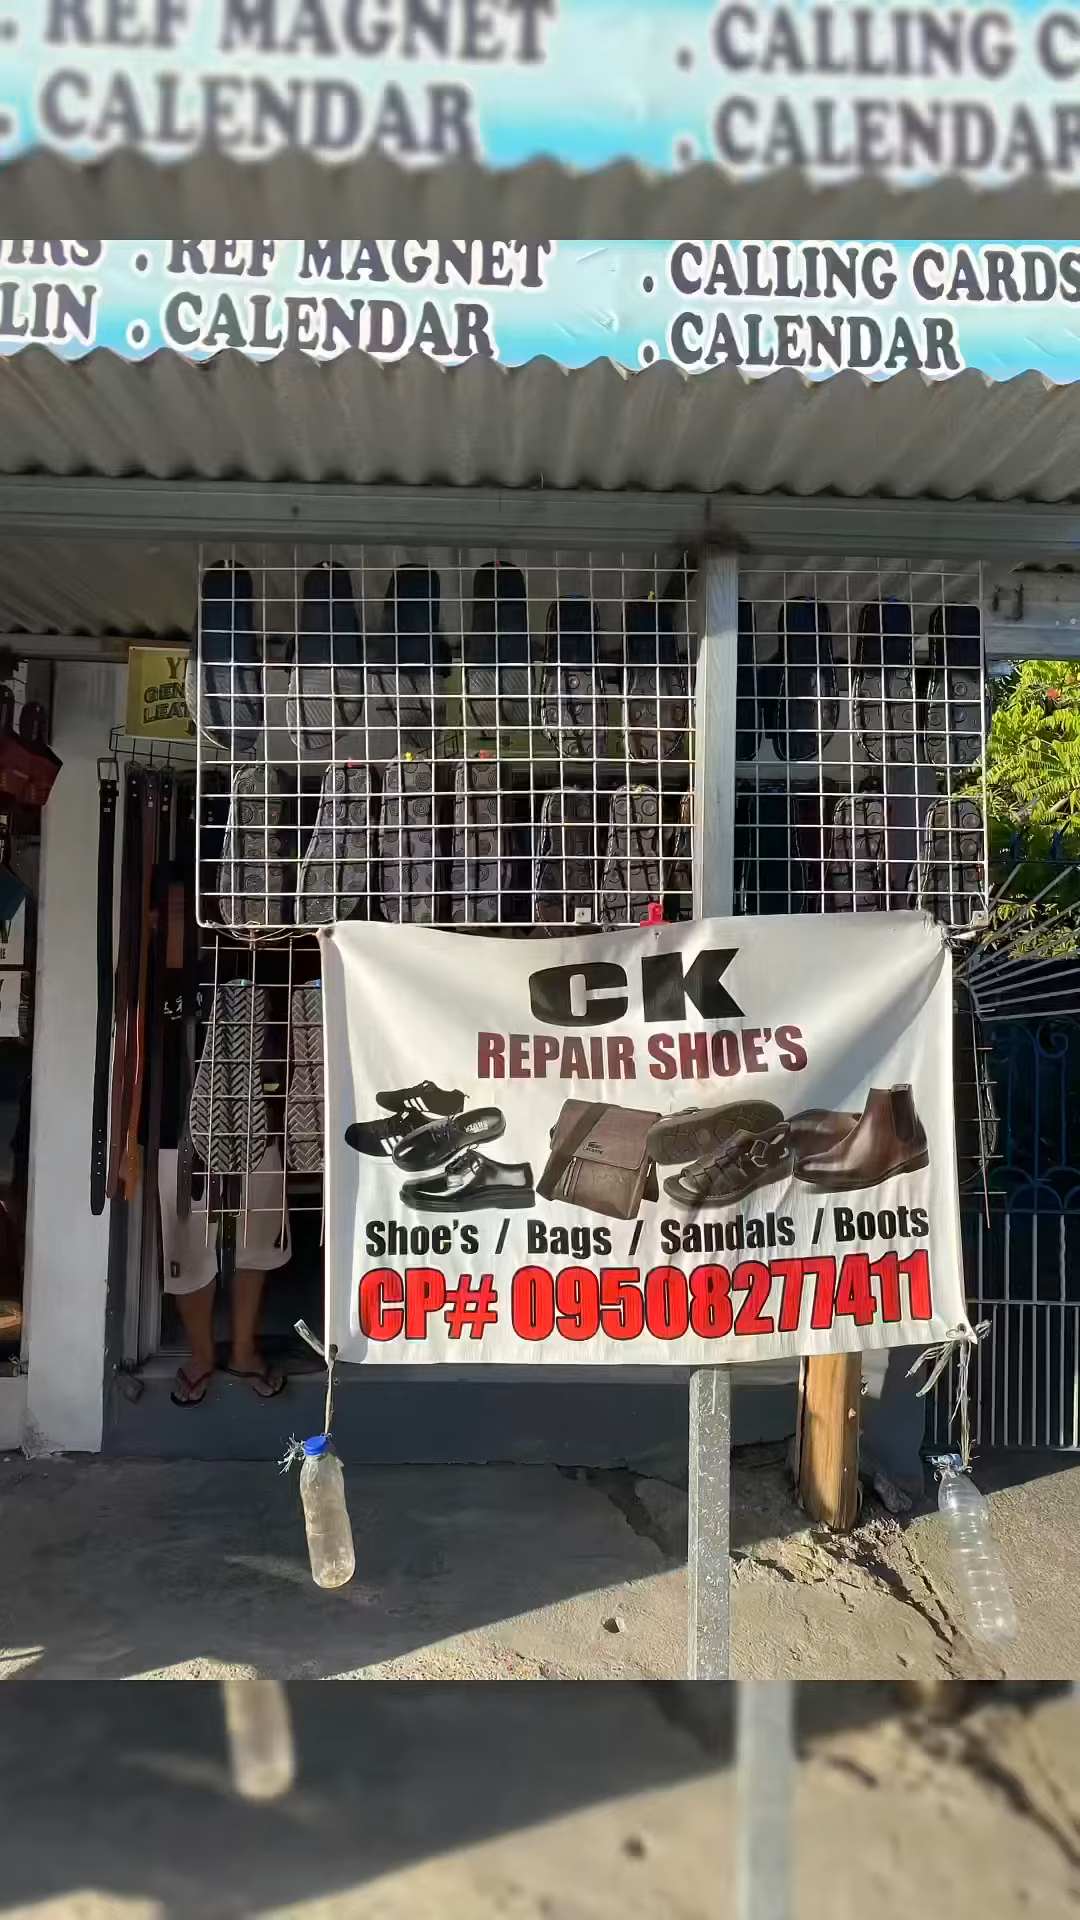 . REF MAGNET
. CALENDAR
. CALLING C
. CALENDAR
. REF MAGNET
LIN . CALENDAR
. CALLING CARDS
. CALENDAR
CK
REPAIR SHOE'S
Shoe's / Bags / Sandals / Boots
CP# 09508277411